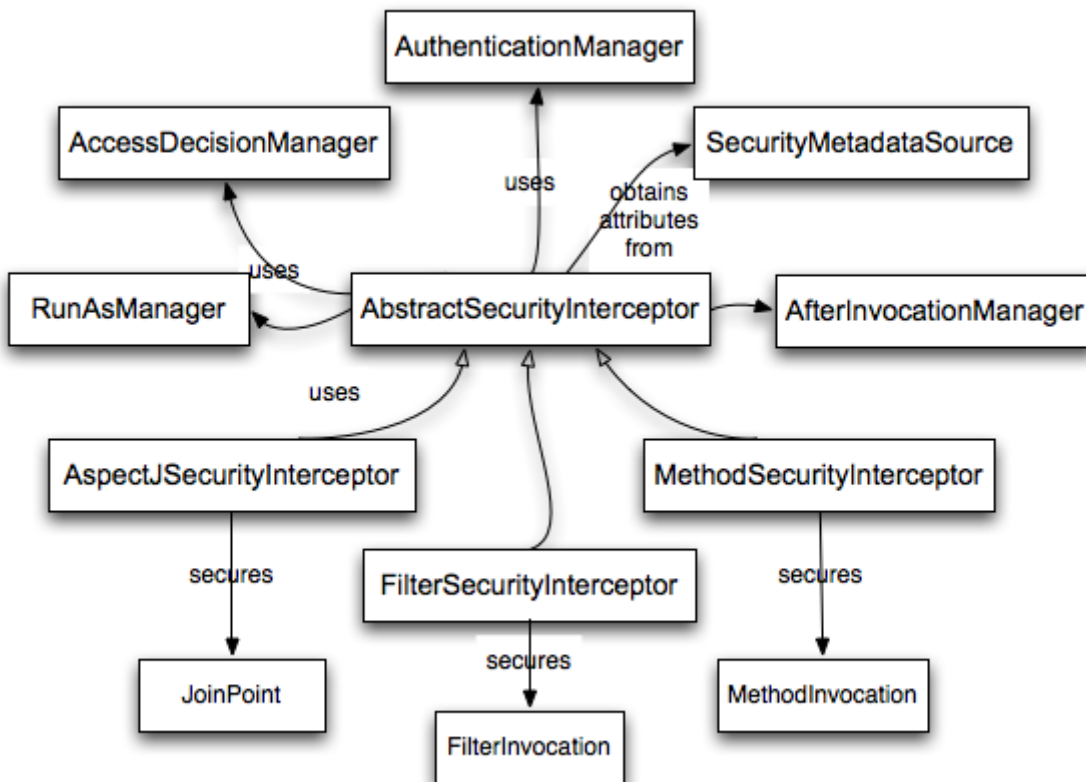 AuthenticationManager
AccessDecisionManager
SecurityMetadataSource
uses
obtains
attributes
from
uses
RunAsManager
AbstractSecurityInterceptor
AfterInvocationManager
uses
AspectJSecurityInterceptor
MethodSecurityInterceptor
secures
FilterSecurityInterceptor
secures
secures
JoinPoint
MethodInvocation
FilterInvocation